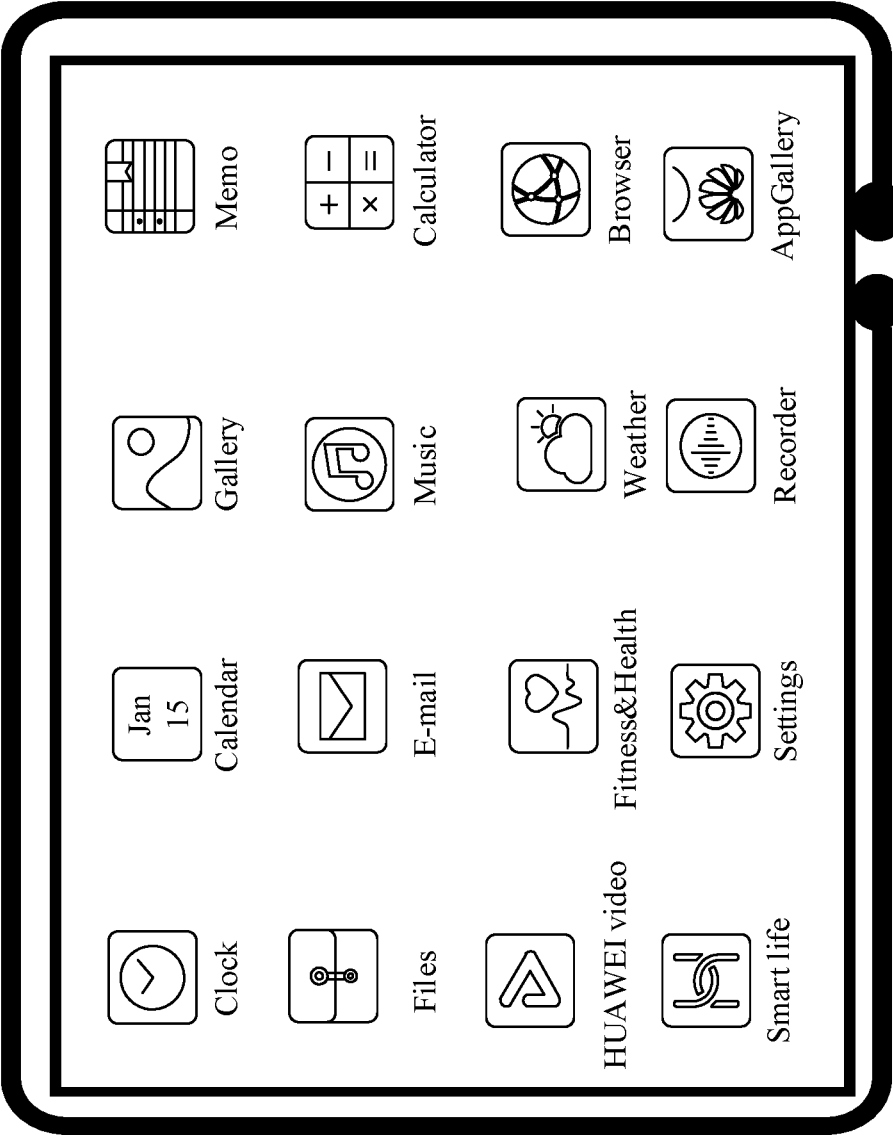 Clock
Jan
15
Calendar
Gallery
+ −
× =
Memo
Files
E-mail
Music
Calculator
HUAWEI video
Fitness&Health
Weather
Browser
Smart life
Settings
Recorder
AppGallery